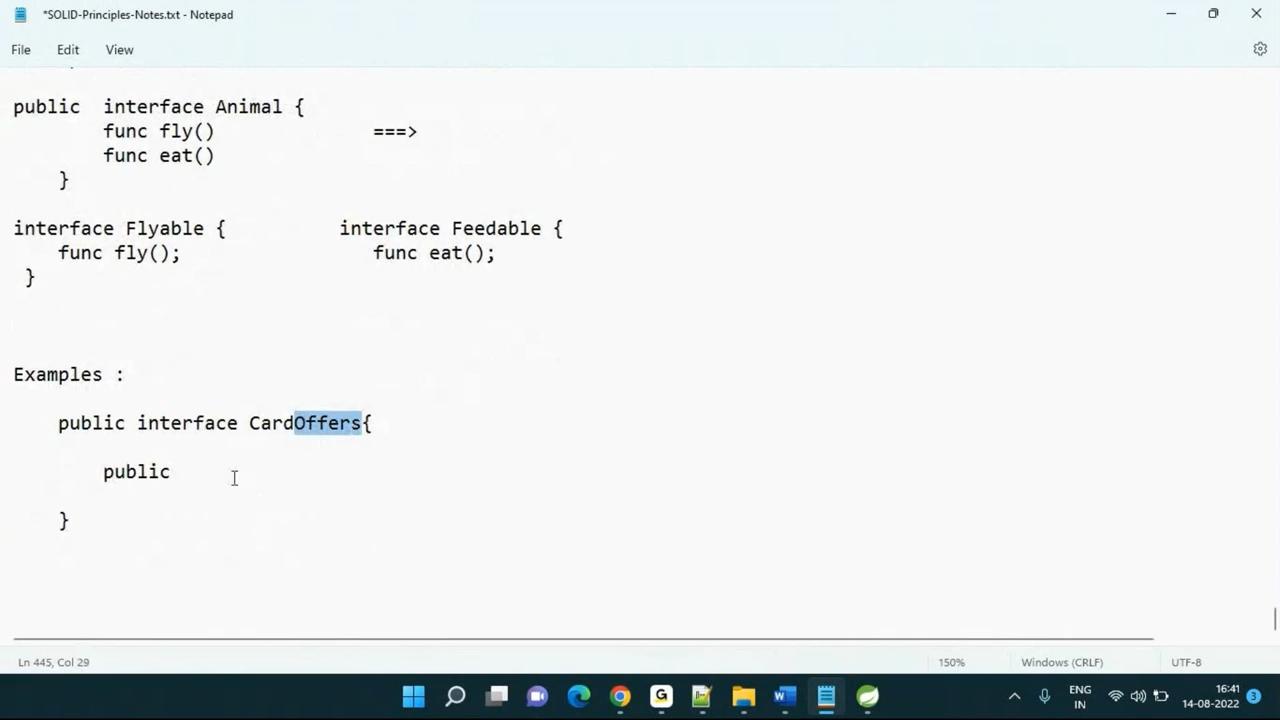 *SOLID-Principles-Notes.txt - Notepad
File Edit View
public interface Animal {
func fly() ===>
func eat()
}
interface Flyable { interface Feedable {
func fly(); func eat();
}
Examples :
public interface CardOffers{
public
}
Ln 445, Col 29 150% Windows (CRLF) UTF-8
ENG 16:41
IN 14-08-2022 3